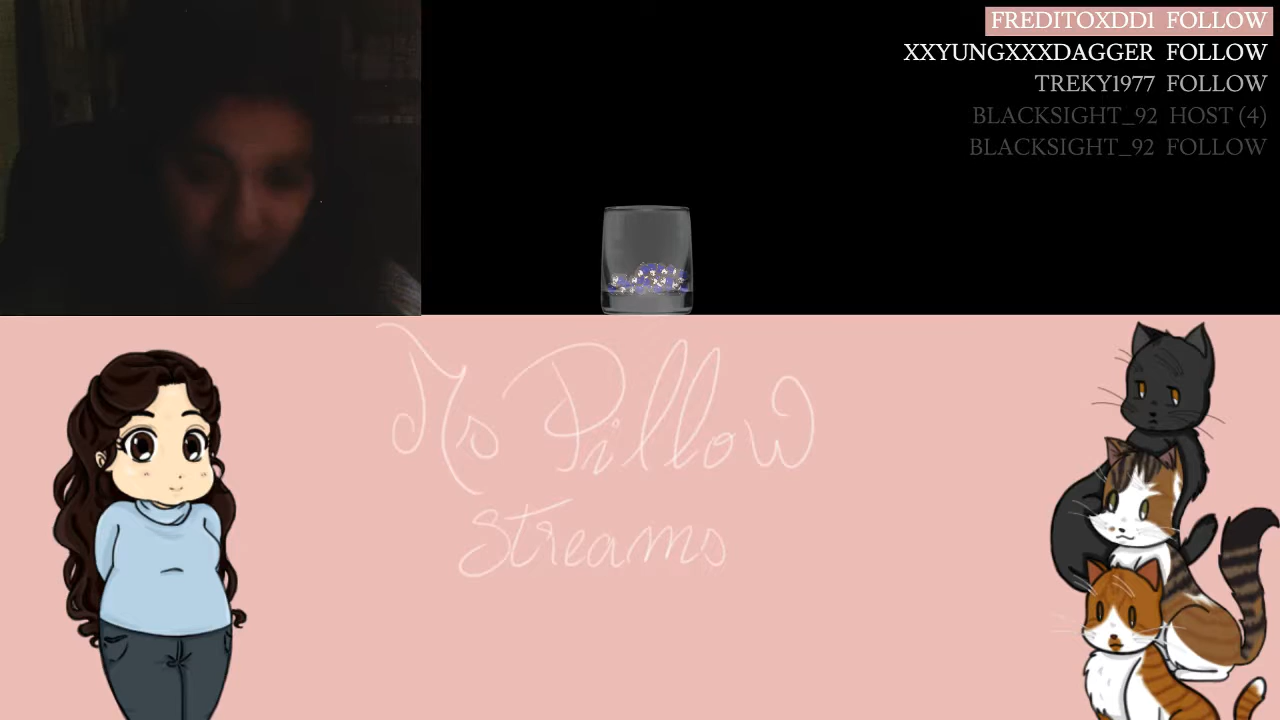 FREDITOXDD1 FOLLOW
XXYUNGXXXDAGGER FOLLOW
TREKY1977 FOLLOW
BLACKSIGHT_92 HOST (4)
BLACKSIGHT_92 FOLLOW
Ms Pillow
Streams